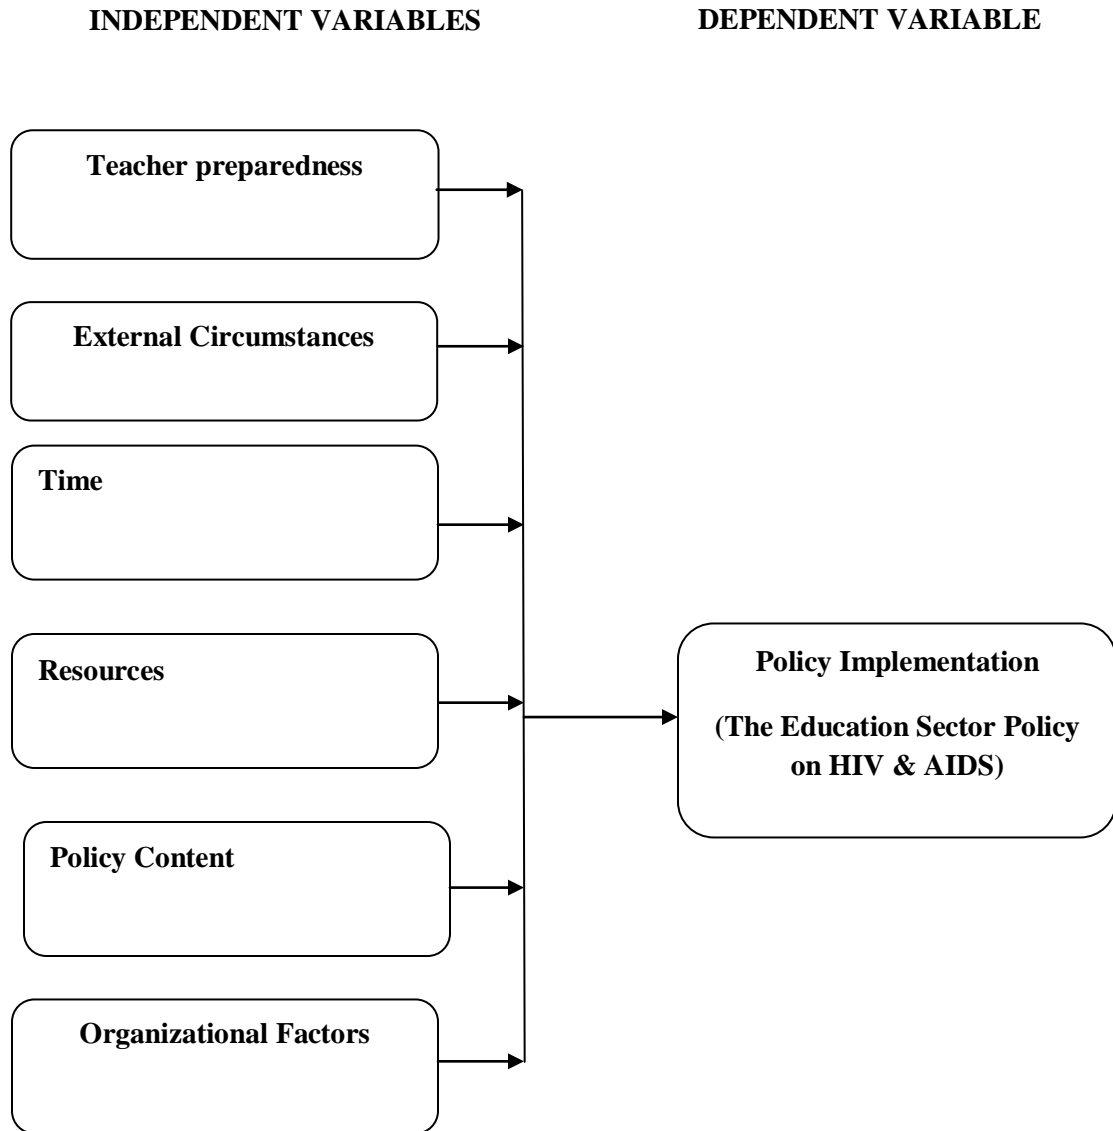 INDEPENDENT VARIABLES
DEPENDENT VARIABLE
Teacher preparedness
External Circumstances
Time
Resources
Policy Implementation
(The Education Sector Policy
on HIV & AIDS)
Policy Content
Organizational Factors